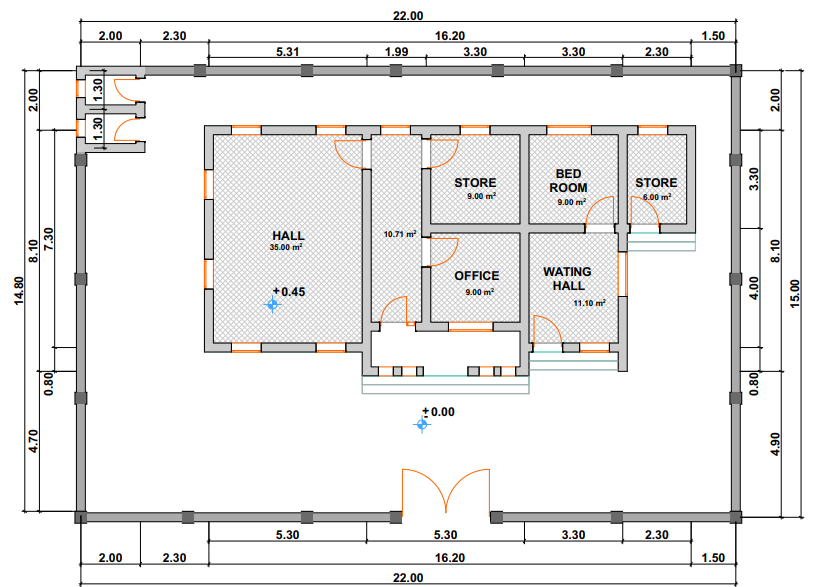 22.00
2.00 2.30 16.20 1.50
5.31 1.99 3.30 3.30 2.30
1.30
1.30
2.00
8.10
7.30
14.80
0.80
4.70
2.00
3.30
8.10
4.00
15.00
0.80
4.90
HALL
35.00 m²
+0.45
10.71 m²
STORE
9.00 m²
BED
ROOM
9.00 m²
STORE
6.00 m²
OFFICE
9.00 m²
WATING
HALL
11.10 m²
±0.00
5.30 5.30 3.30 2.30
2.00 2.30 16.20 1.50
22.00